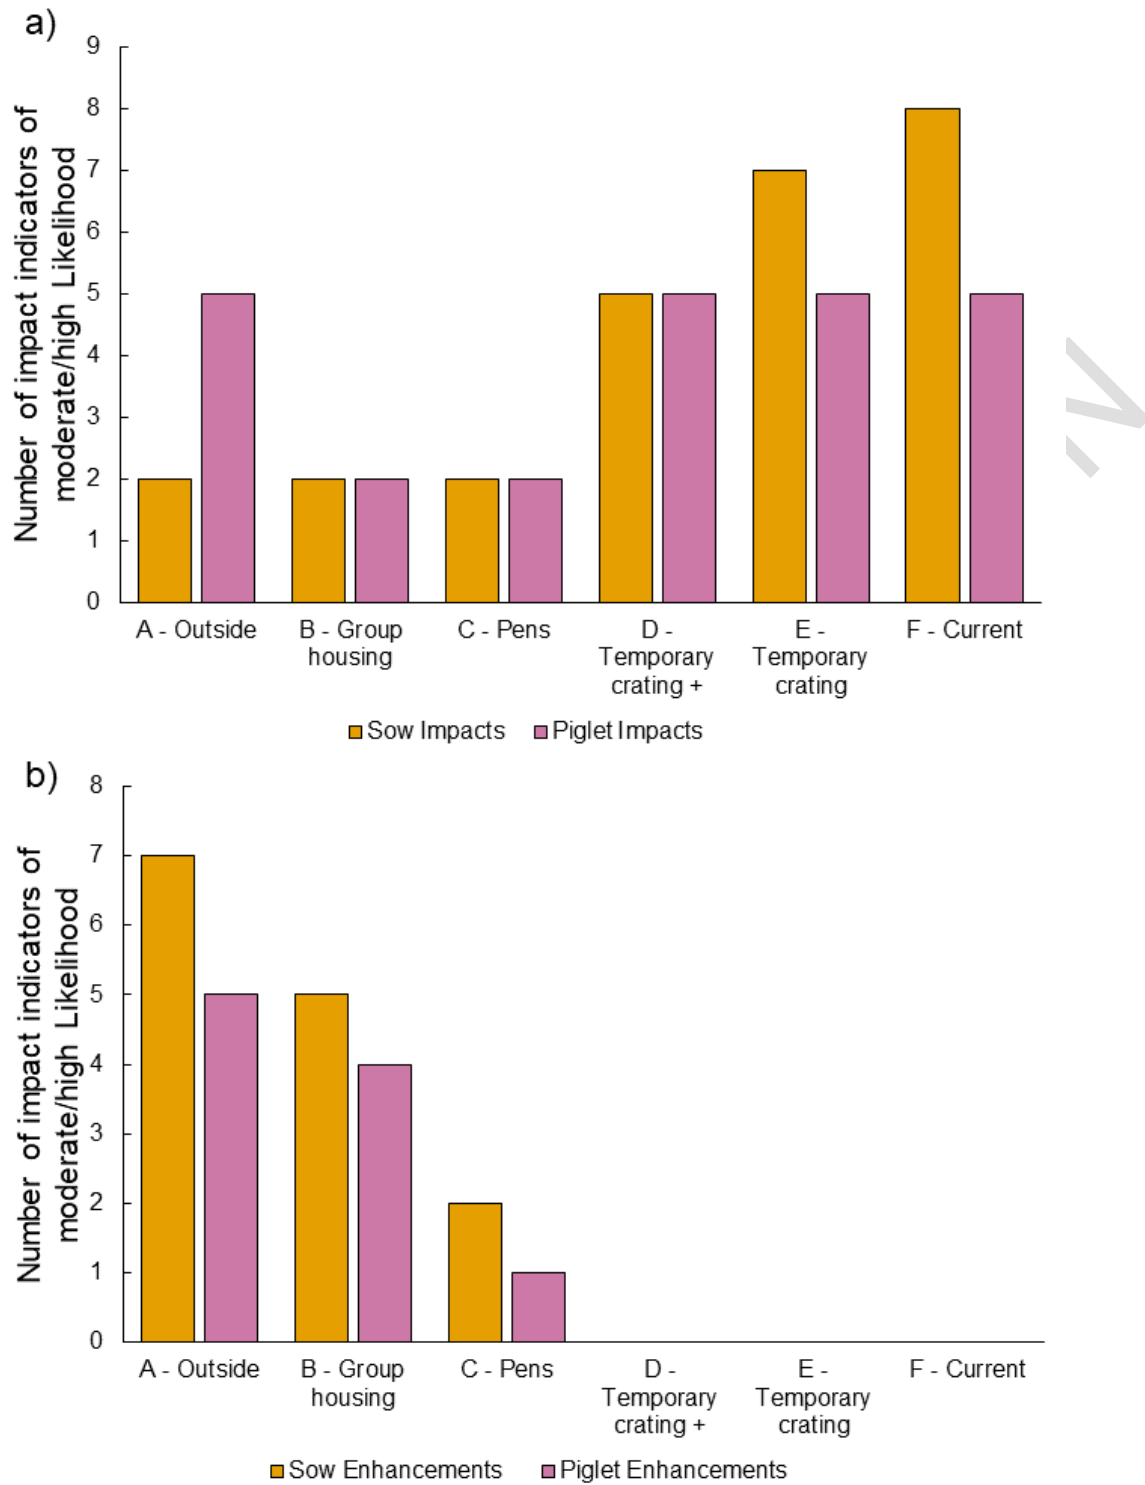 a)
Number of impact indicators of
moderate/high Likelihood
9
8
7
6
5
4
3
2
1
0
A - Outside
B - Group
housing
C - Pens
D -
Temporary
crating +
E -
Temporary
crating
F - Current
Sow Impacts
Piglet Impacts
b)
Number of impact indicators of
moderate/high Likelihood
8
7
6
5
4
3
2
1
0
A - Outside
B - Group
housing
C - Pens
D -
Temporary
crating +
E -
Temporary
crating
F - Current
Sow Enhancements
Piglet Enhancements